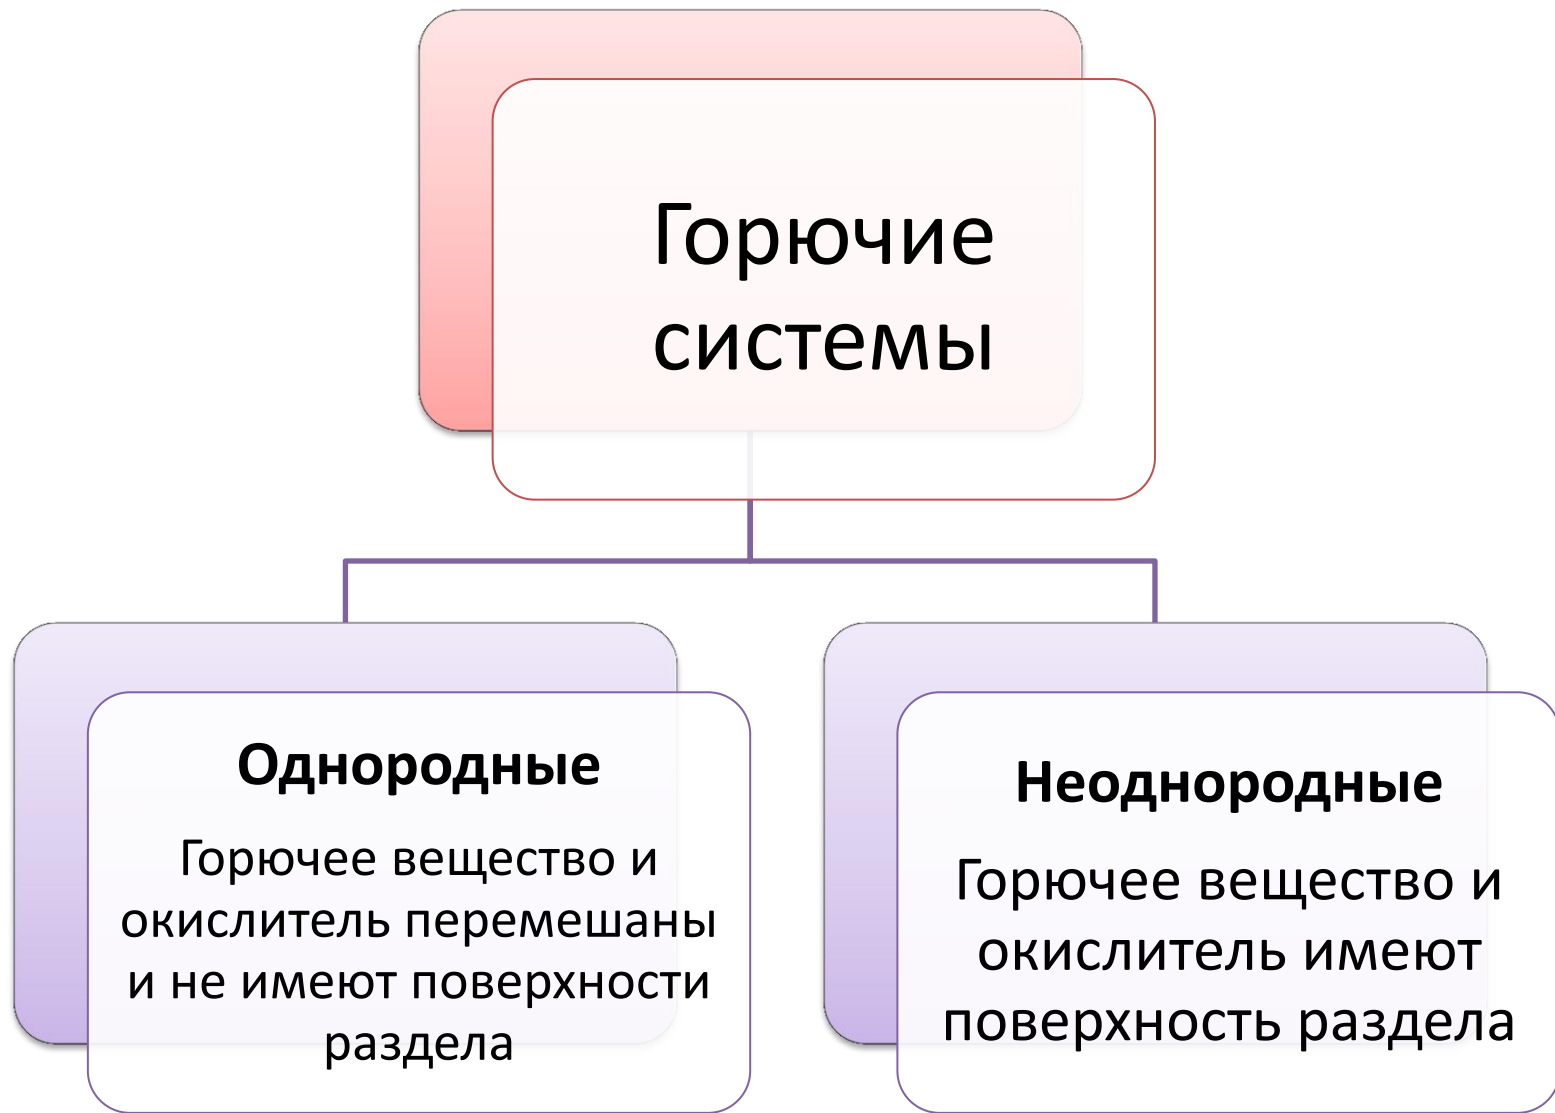 Горючие
системы
Однородные
Горючее вещество и
окислитель перемешаны
и не имеют поверхности
раздела
Неоднородные
Горючее вещество и
окислитель имеют
поверхность раздела